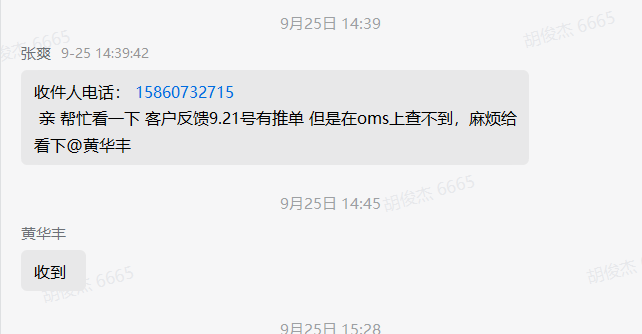 9月25日 14:39
张爽 9-25 14:39:42
收件人电话： 15860732715
亲 帮忙看一下 客户反馈9.21号有推单 但是在oms上查不到，麻烦给
看下@黄华丰
胡俊杰 6665
胡俊杰 6665
9月25日 14:45
胡俊杰 6665
黄华丰
收到
胡俊杰 6665
胡俊杰 6665
9月25日 15:28